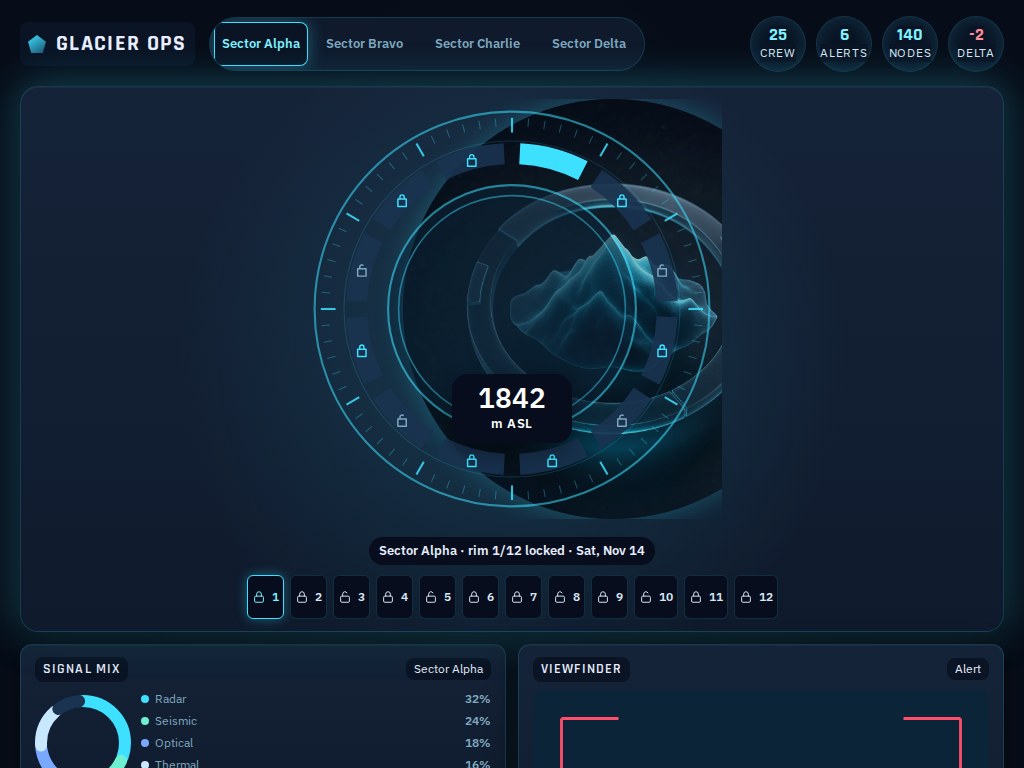 GLACIER OPS
Sector Alpha
Sector Bravo
Sector Charlie
Sector Delta
25
CREW
6
ALERTS
140
NODES
-2
DELTA
1842
m ASL
Sector Alpha · rim 1/12 locked · Sat, Nov 14
1 2 3 4 5 6 7 8 9 10 11 12
SIGNAL MIX
Sector Alpha
Radar 32%
Seismic 24%
Optical 18%
Thermal 16%
VIEWFINDER
Alert